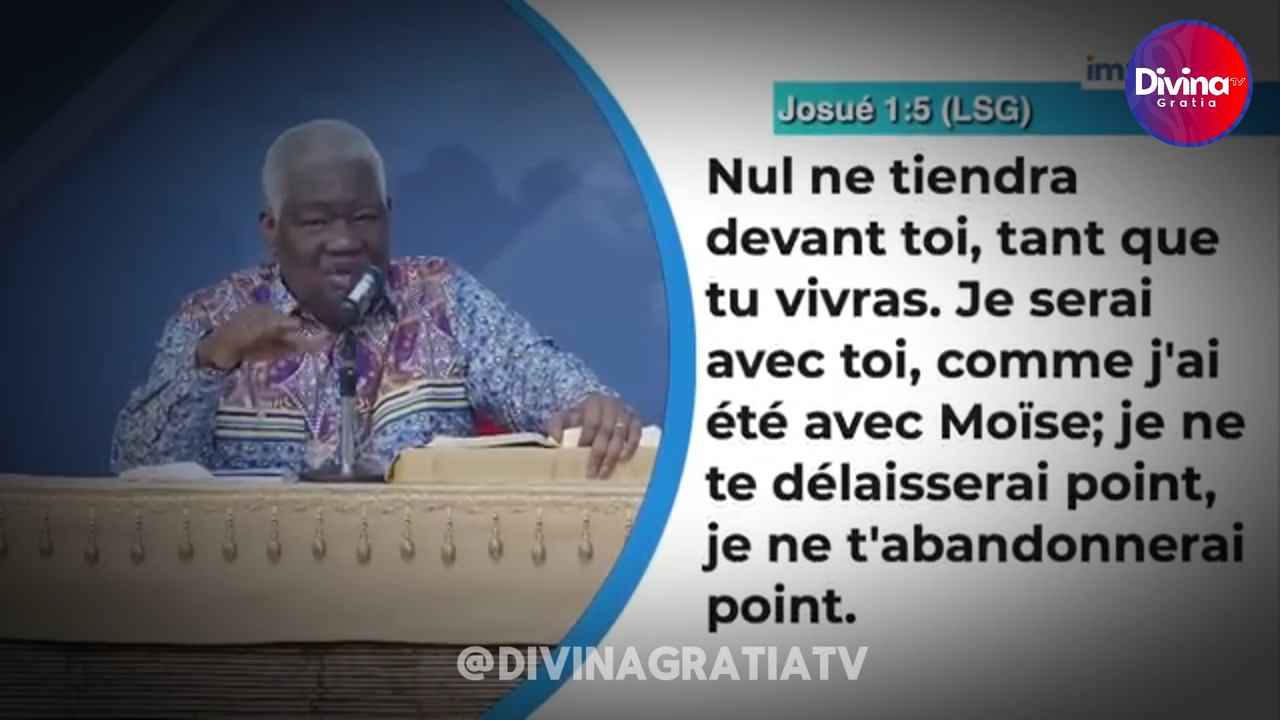 Divina TV
Gratia
Josué 1:5 (LSG)
Nul ne tiendra
devant toi, tant que
tu vivras. Je serai
avec toi, comme j'ai
été avec Moïse; je ne
te délaisserai point,
je ne t'abandonnerai
point.
@DIVINAGRATIATV